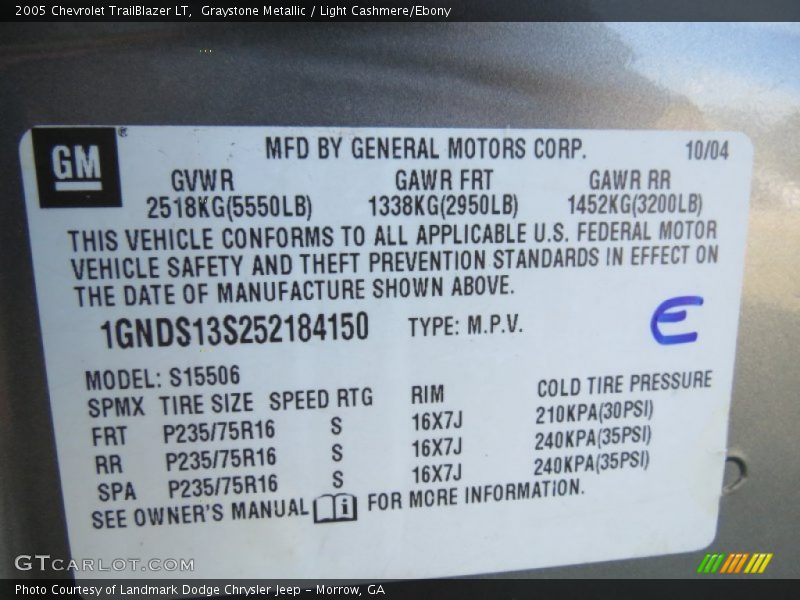 2005 Chevrolet TrailBlazer LT, Graystone Metallic / Light Cashmere/Ebony
GM® MFD BY GENERAL MOTORS CORP. 10/04
GVWR GAWR FRT GAWR RR
2518KG(5550LB) 1338KG(2950LB) 1452KG(3200LB)
THIS VEHICLE CONFORMS TO ALL APPLICABLE U.S. FEDERAL MOTOR
VEHICLE SAFETY AND THEFT PREVENTION STANDARDS IN EFFECT ON
THE DATE OF MANUFACTURE SHOWN ABOVE.
1GNDS13S252184150 TYPE: M.P.V. E
MODEL: S15506
SPMX TIRE SIZE SPEED RTG RIM COLD TIRE PRESSURE
FRT P235/75R16 S 16X7J 210KPA(30PSI)
RR P235/75R16 S 16X7J 240KPA(35PSI)
SPA P235/75R16 S 16X7J 240KPA(35PSI)
SEE OWNER'S MANUAL i FOR MORE INFORMATION.
GTcarlot.com
Photo Courtesy of Landmark Dodge Chrysler Jeep - Morrow, GA